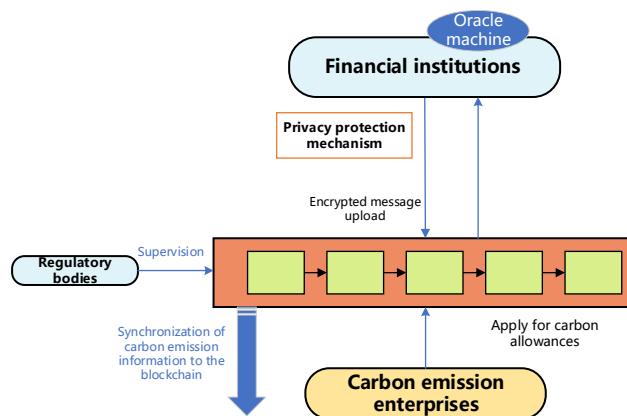 Oracle
machine
Financial institutions
Privacy protection
mechanism
Encrypted message
upload
Supervision
Regulatory
bodies
Synchronization of
carbon emission
information to the
blockchain
Apply for carbon
allowances
Carbon emission
enterprises